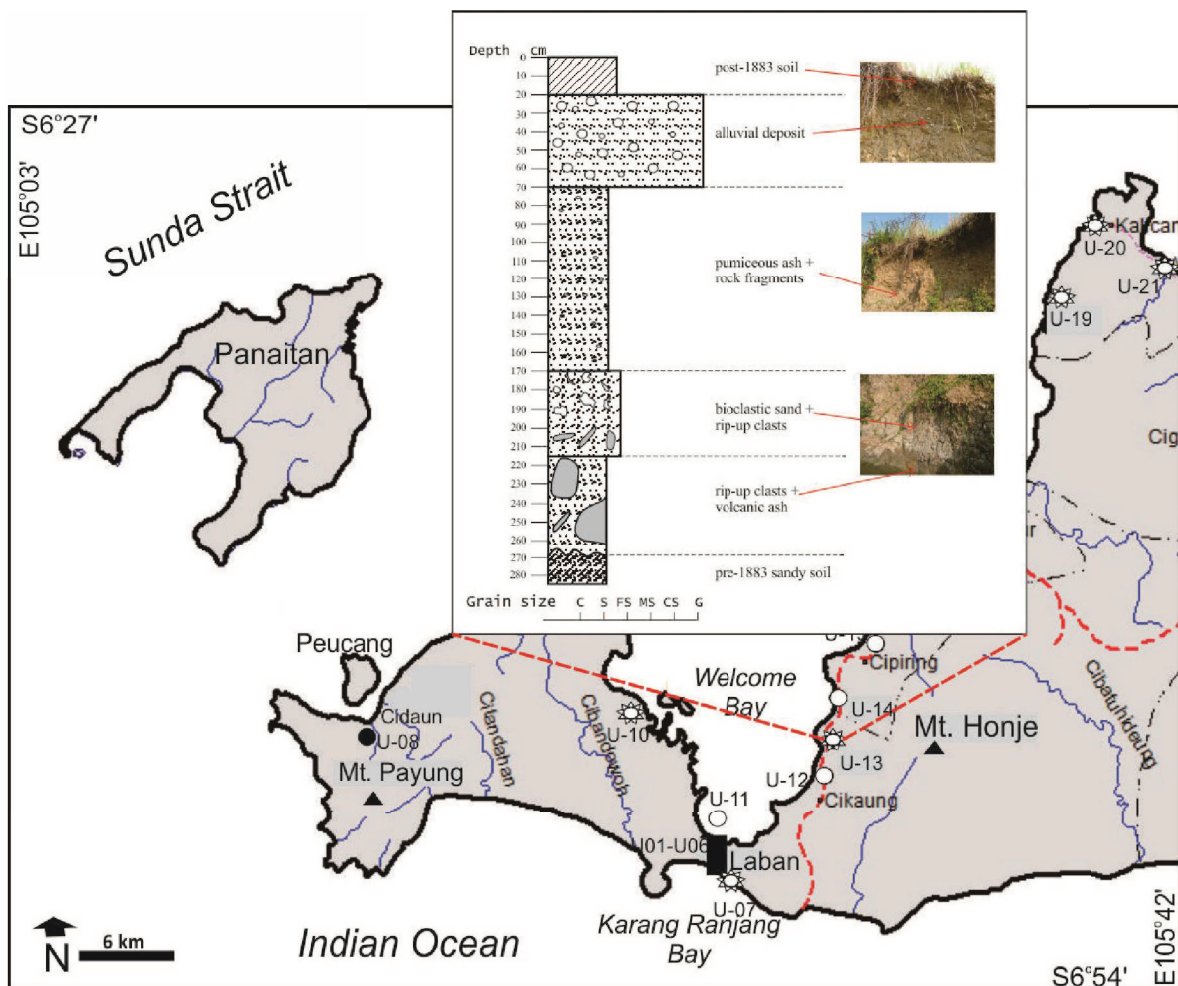 Depth cm
0
10
20
30
40
50
60
70
80
90
100
110
120
130
140
150
160
170
180
190
200
210
220
230
240
250
260
270
280
post-1883 soil
alluvial deposit
pumiceous ash +
rock fragments
bioclastic sand +
rip-up clasts
rip-up clasts +
volcanic ash
pre-1883 sandy soil
Grain size C S FS MS CS G
S6°27'
E105°03'
Sunda Strait
Panaitan
U-20
U-21
U-19
Cig
Peucang
Cidaun
U-08
Mt. Payung
Citandahan
Cibandowoh
U-10
Welcome
Bay
Cipiring
U-14
U-13
Mt. Honje
Cibatuhideung
U-12
Cikaung
U-11
U01-U06
Laban
U-07
Karang Ranjang
Bay
Indian Ocean
N
6 km
E105°42'
S6°54'